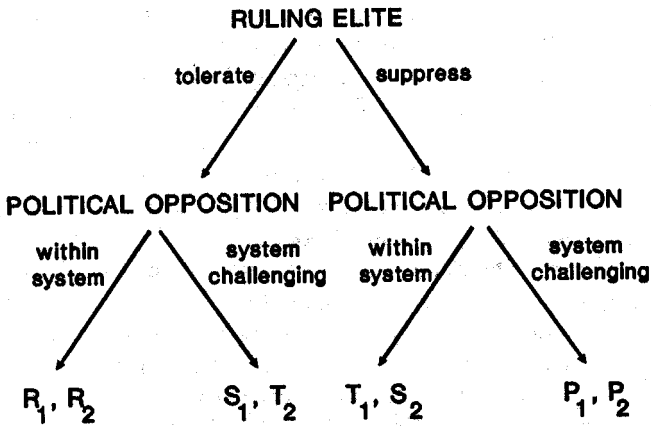 RULING ELITE
tolerate suppress
POLITICAL OPPOSITION POLITICAL OPPOSITION
within system within system
system challenging system challenging
R1, R2 S1, T2 T1, S2 P1, P2